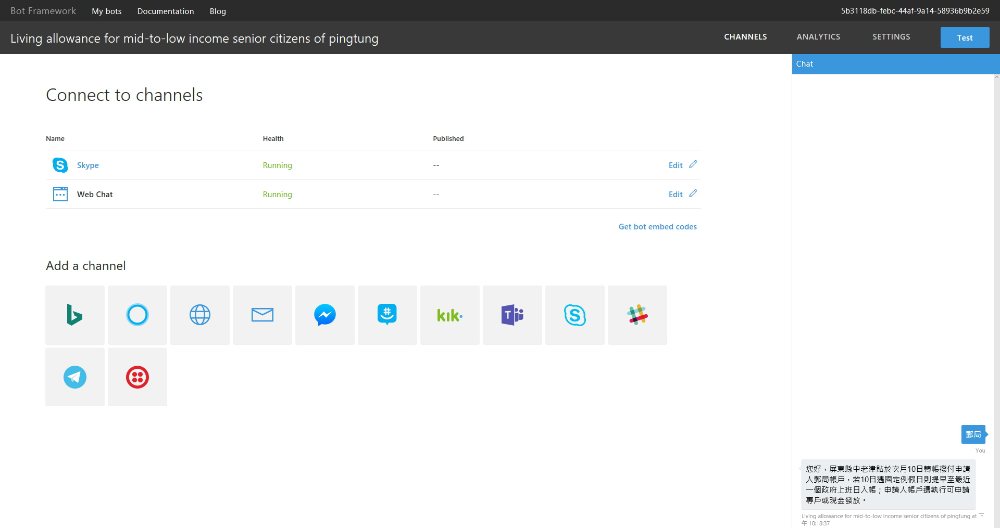 Bot Framework My bots Documentation Blog 5b3118db-febc-44af-9a14-58936b9b2e59
Living allowance for mid-to-low income senior citizens of pingtung CHANNELS ANALYTICS SETTINGS Test
Chat
Connect to channels
Name Health Published
Skype Running -- Edit
Web Chat Running -- Edit
Get bot embed codes
Add a channel
kik.
T
郵局
You
您好，屏東縣中老津貼於次月10日轉帳撥付申請
人郵局帳戶，若10日遇國定例假日則提早至最近
一個政府上班日入帳；申請人帳戶遭執行可申請
專戶或現金發放。
Living allowance for mid-to-low income senior citizens of pingtung at 下
午 10:18:37